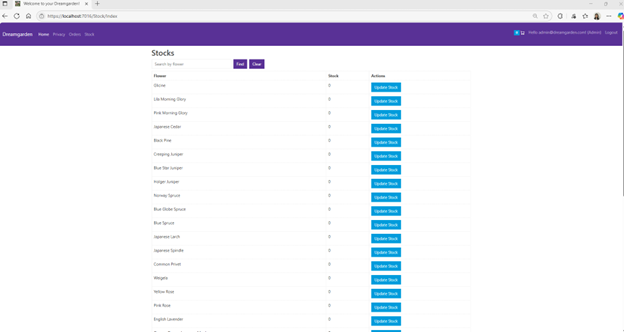 Welcome to your Dreamgarden!
https://localhost:7016/Stock/Index
Dreamgarden Home Privacy Orders Stock Hello admin@dreamgarden.com! (Admin) Logout
Stocks
Search by flower Find Clear
Flower Stock Actions
Glicine 0 Update Stock
Lila Morning Glory 0 Update Stock
Pink Morning Glory 0 Update Stock
Japanese Cedar 0 Update Stock
Black Pine 0 Update Stock
Creeping Juniper 0 Update Stock
Blue Star Juniper 0 Update Stock
Holger Juniper 0 Update Stock
Norway Spruce 0 Update Stock
Blue Glober Spruce 0 Update Stock
Blue Spruce 0 Update Stock
Japanese Larch 0 Update Stock
Japanese Spindle 0 Update Stock
Common Privet 0 Update Stock
Weigela 0 Update Stock
Yellow Rose 0 Update Stock
Pink Rose 0 Update Stock
English Lavender 0 Update Stock